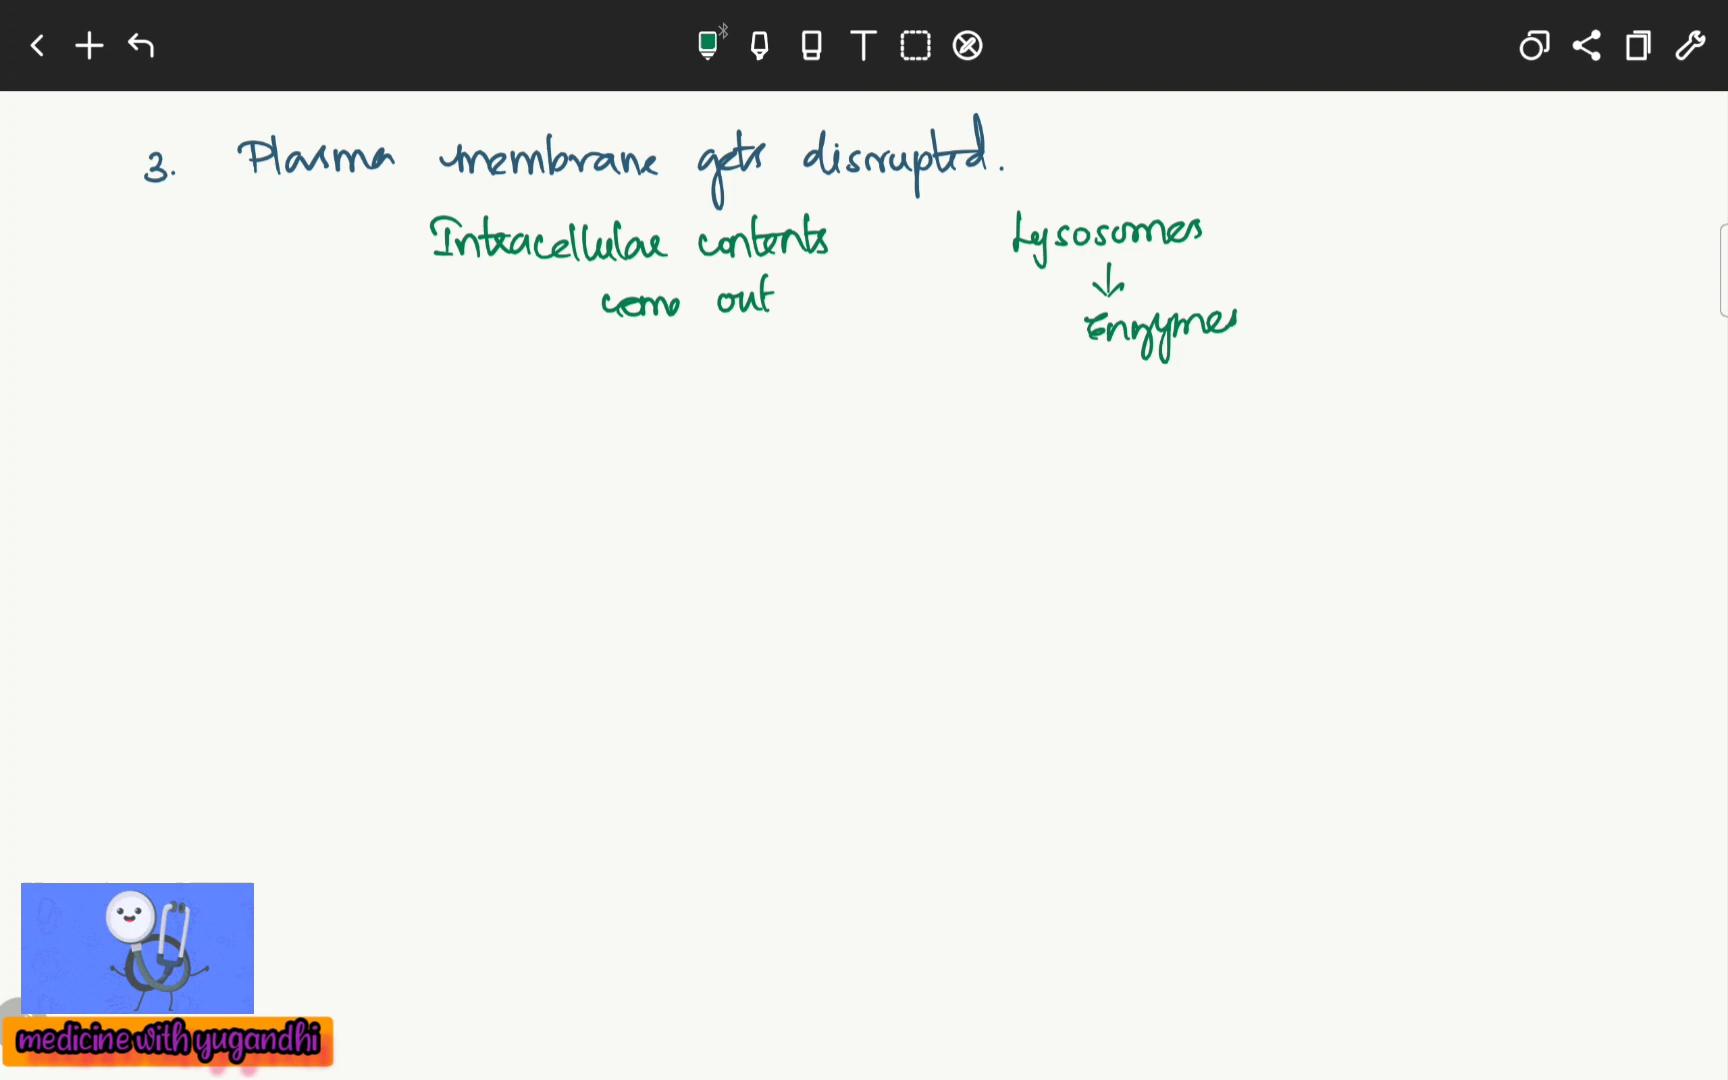 3. Plasma membrane gets disrupted.
Intracellular contents
come out
Lysosomes
↓
Enzymes
T
medicine with yugandhi